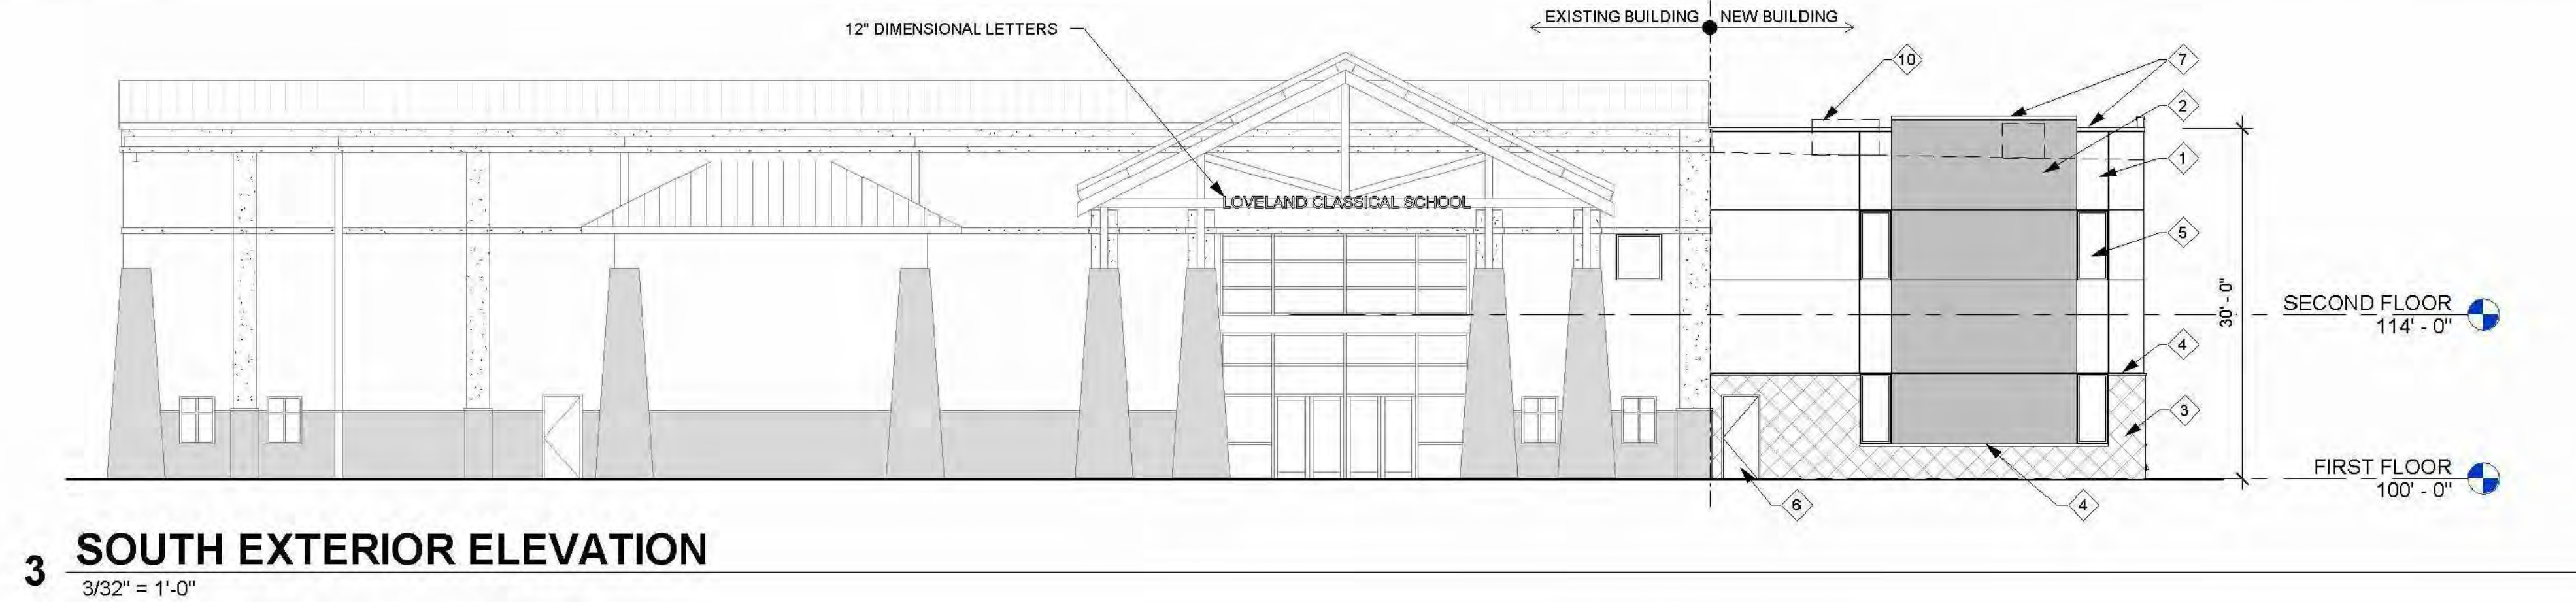 12" DIMENSIONAL LETTERS
EXISTING BUILDING
NEW BUILDING
10
7
2
1
LOVELAND CLASSICAL SCHOOL
5
30' - 0"
SECOND FLOOR
114' - 0"
4
3
FIRST FLOOR
100' - 0"
6
4
3
SOUTH EXTERIOR ELEVATION
3/32" = 1'-0"